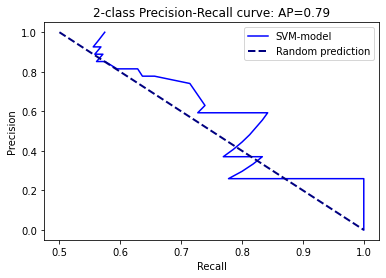 2-class Precision-Recall curve: AP=0.79
SVM-model
Random prediction
Precision
1.0
0.8
0.6
0.4
0.2
0.0
0.5 0.6 0.7 0.8 0.9 1.0
Recall